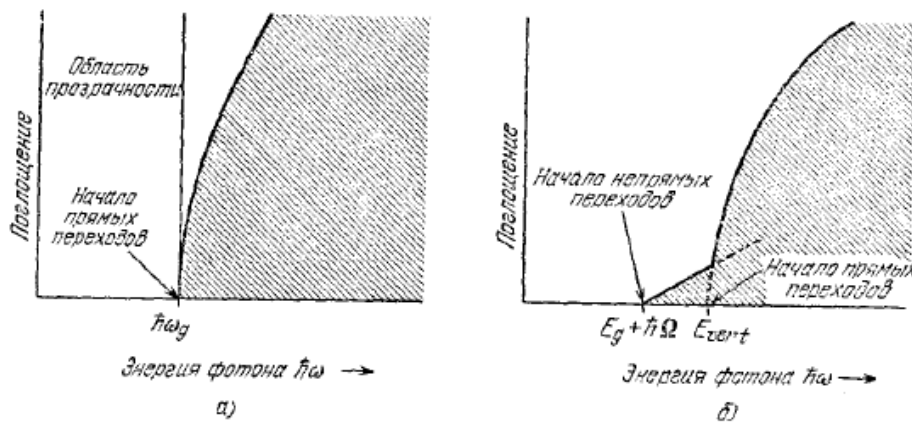 Поглощение
Область
прозрачности
Начало
прямых
переходов
ħω_g
Энергия фотона ħω →
а)
Поглощение
Начало непрямых
переходов
Начало прямых
переходов
E_g + ħΩ
E_vert
Энергия фотона ħω →
б)